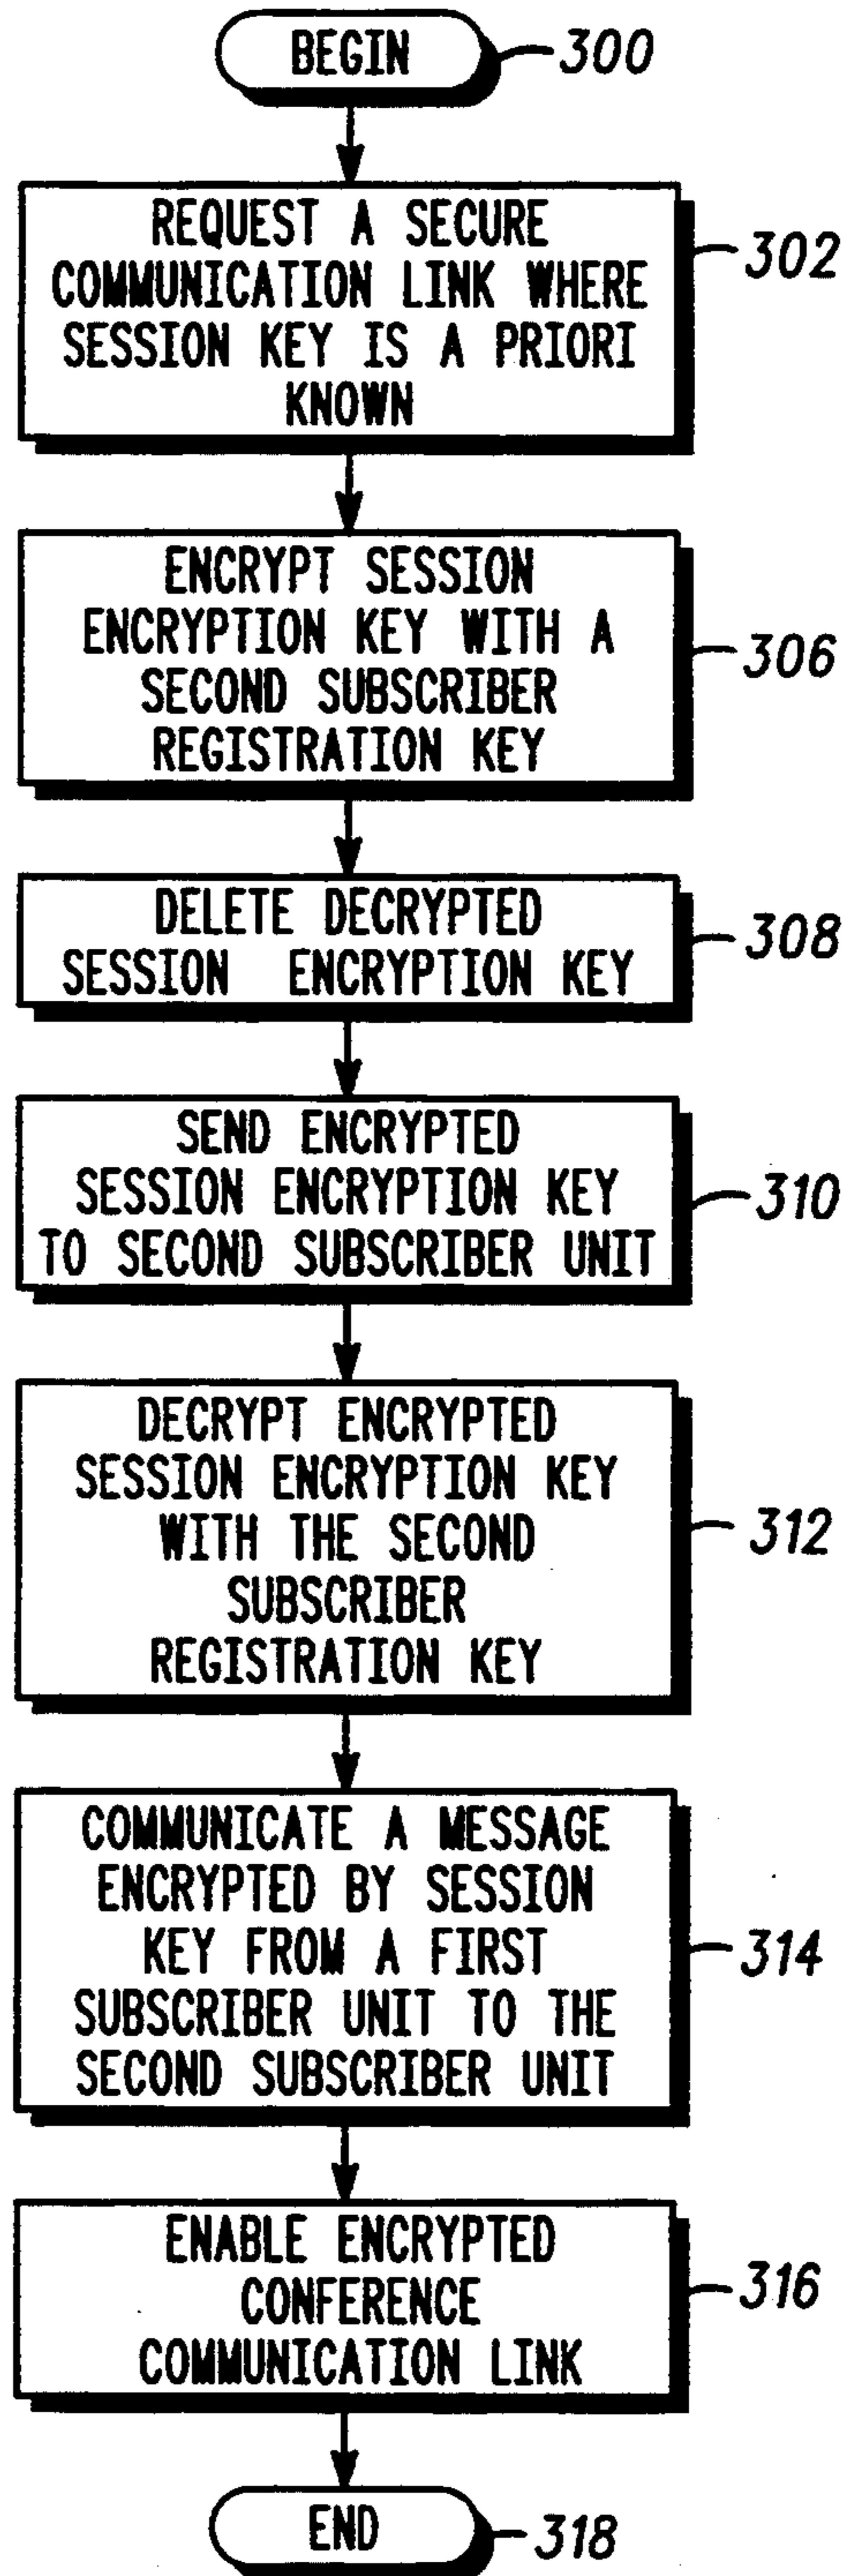 BEGIN
300
REQUEST A SECURE
COMMUNICATION LINK WHERE
SESSION KEY IS A PRIORI
KNOWN
302
ENCRYPT SESSION
ENCRYPTION KEY WITH A
SECOND SUBSCRIBER
REGISTRATION KEY
306
DELETE DECRYPTED
SESSION ENCRYPTION KEY
308
SEND ENCRYPTED
SESSION ENCRYPTION KEY
TO SECOND SUBSCRIBER UNIT
310
DECRYPT ENCRYPTED
SESSION ENCRYPTION KEY
WITH THE SECOND
SUBSCRIBER
REGISTRATION KEY
312
COMMUNICATE A MESSAGE
ENCRYPTED BY SESSION
KEY FROM A FIRST
SUBSCRIBER UNIT TO THE
SECOND SUBSCRIBER UNIT
314
ENABLE ENCRYPTED
CONFERENCE
COMMUNICATION LINK
316
END
318